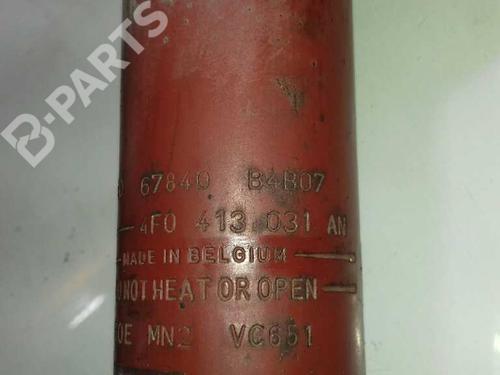 B-PARTS
67840 B4B07
4F0 413 031 AN
MADE IN BELGIUM
NOT HEAT OR OPEN
MN2 VC651